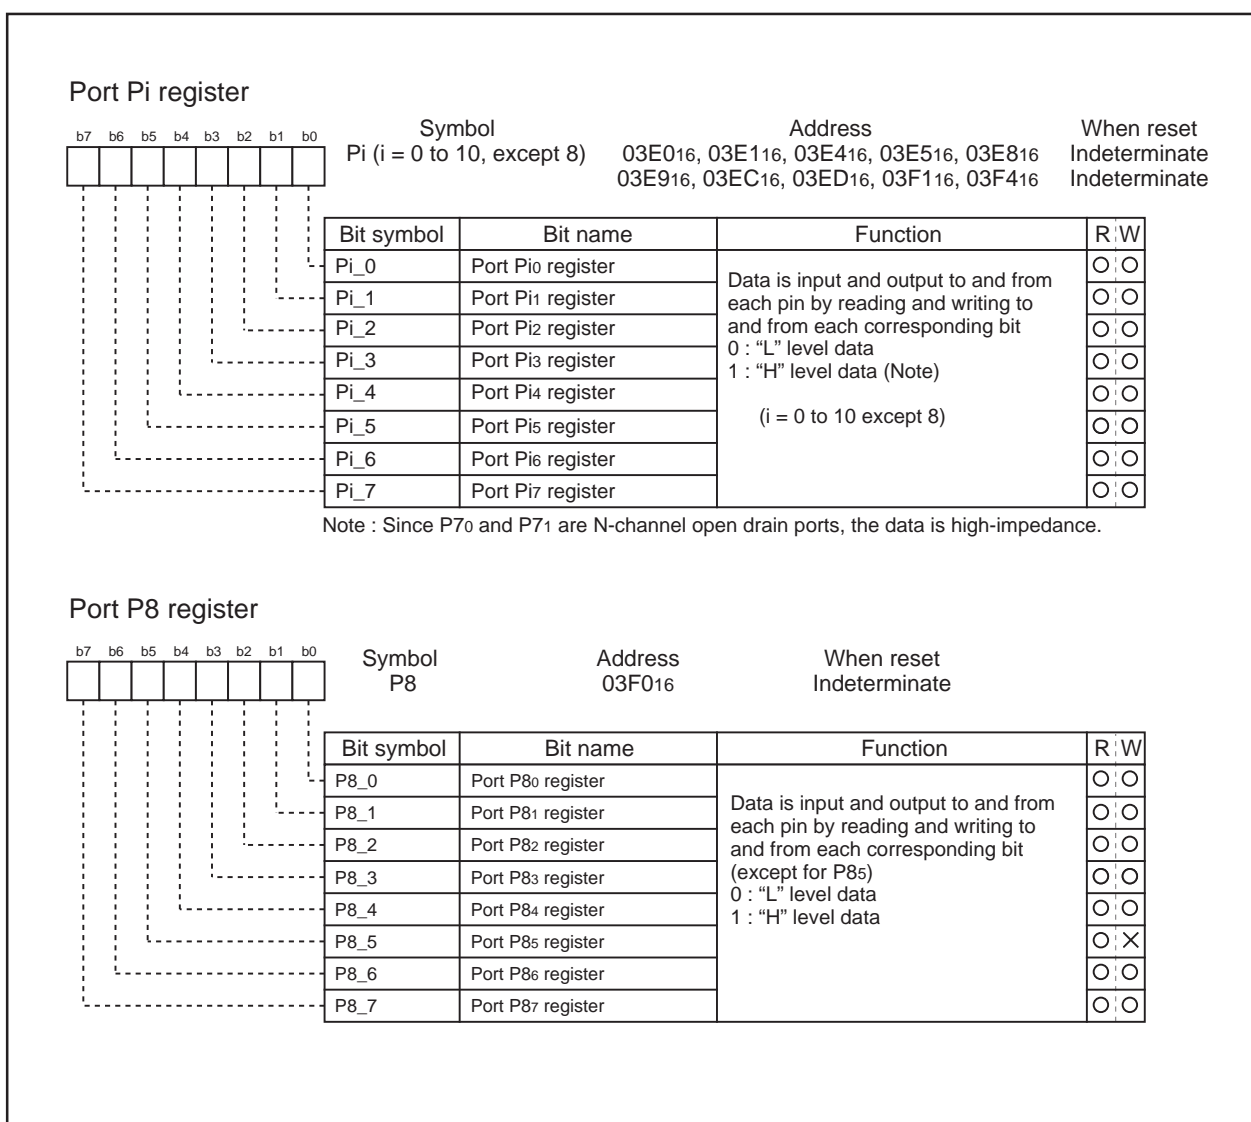 Port Pi register
b7 b6 b5 b4 b3 b2 b1 b0
Symbol Address When reset
Pi (i = 0 to 10, except 8) 03E016, 03E116, 03E416, 03E516, 03E816 Indeterminate
03E916, 03EC16, 03ED16, 03F116, 03F416 Indeterminate
Bit symbol Bit name Function R W
Pi_0 Port Pi0 register
Pi_1 Port Pi1 register
Pi_2 Port Pi2 register
Pi_3 Port Pi3 register
Pi_4 Port Pi4 register
Pi_5 Port Pi5 register
Pi_6 Port Pi6 register
Pi_7 Port Pi7 register
Data is input and output to and from
each pin by reading and writing to
and from each corresponding bit
0 : “L” level data
1 : “H” level data (Note)
(i = 0 to 10 except 8)
Note : Since P70 and P71 are N-channel open drain ports, the data is high-impedance.
Port P8 register
b7 b6 b5 b4 b3 b2 b1 b0
Symbol Address When reset
P8 03F016 Indeterminate
Bit symbol Bit name Function R W
P8_0 Port P80 register
P8_1 Port P81 register
P8_2 Port P82 register
P8_3 Port P83 register
P8_4 Port P84 register
P8_5 Port P85 register
P8_6 Port P86 register
P8_7 Port P87 register
Data is input and output to and from
each pin by reading and writing to
and from each corresponding bit
(except for P85)
0 : “L” level data
1 : “H” level data